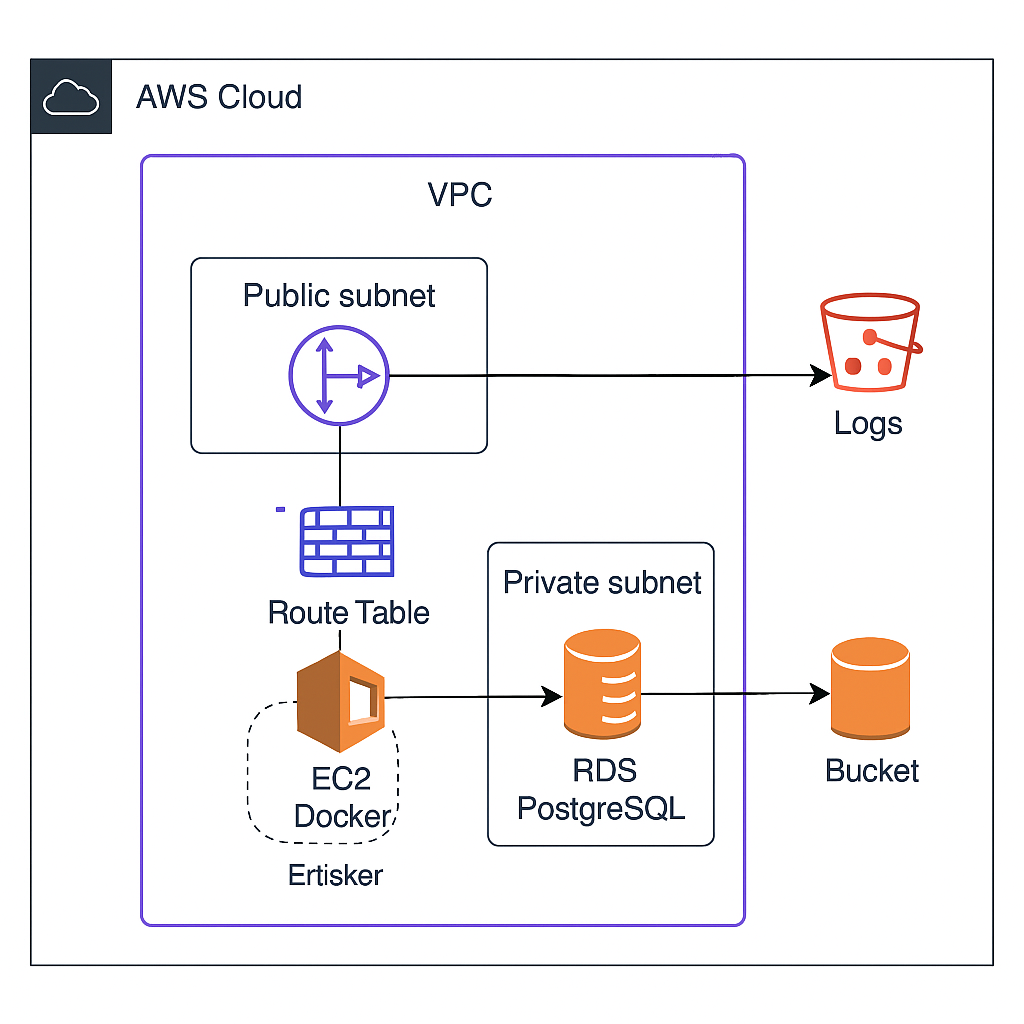 AWS Cloud
VPC
Public subnet
Logs
Route Table
Private subnet
EC2
Docker
RDS
PostgreSQL
Bucket
Ertisker